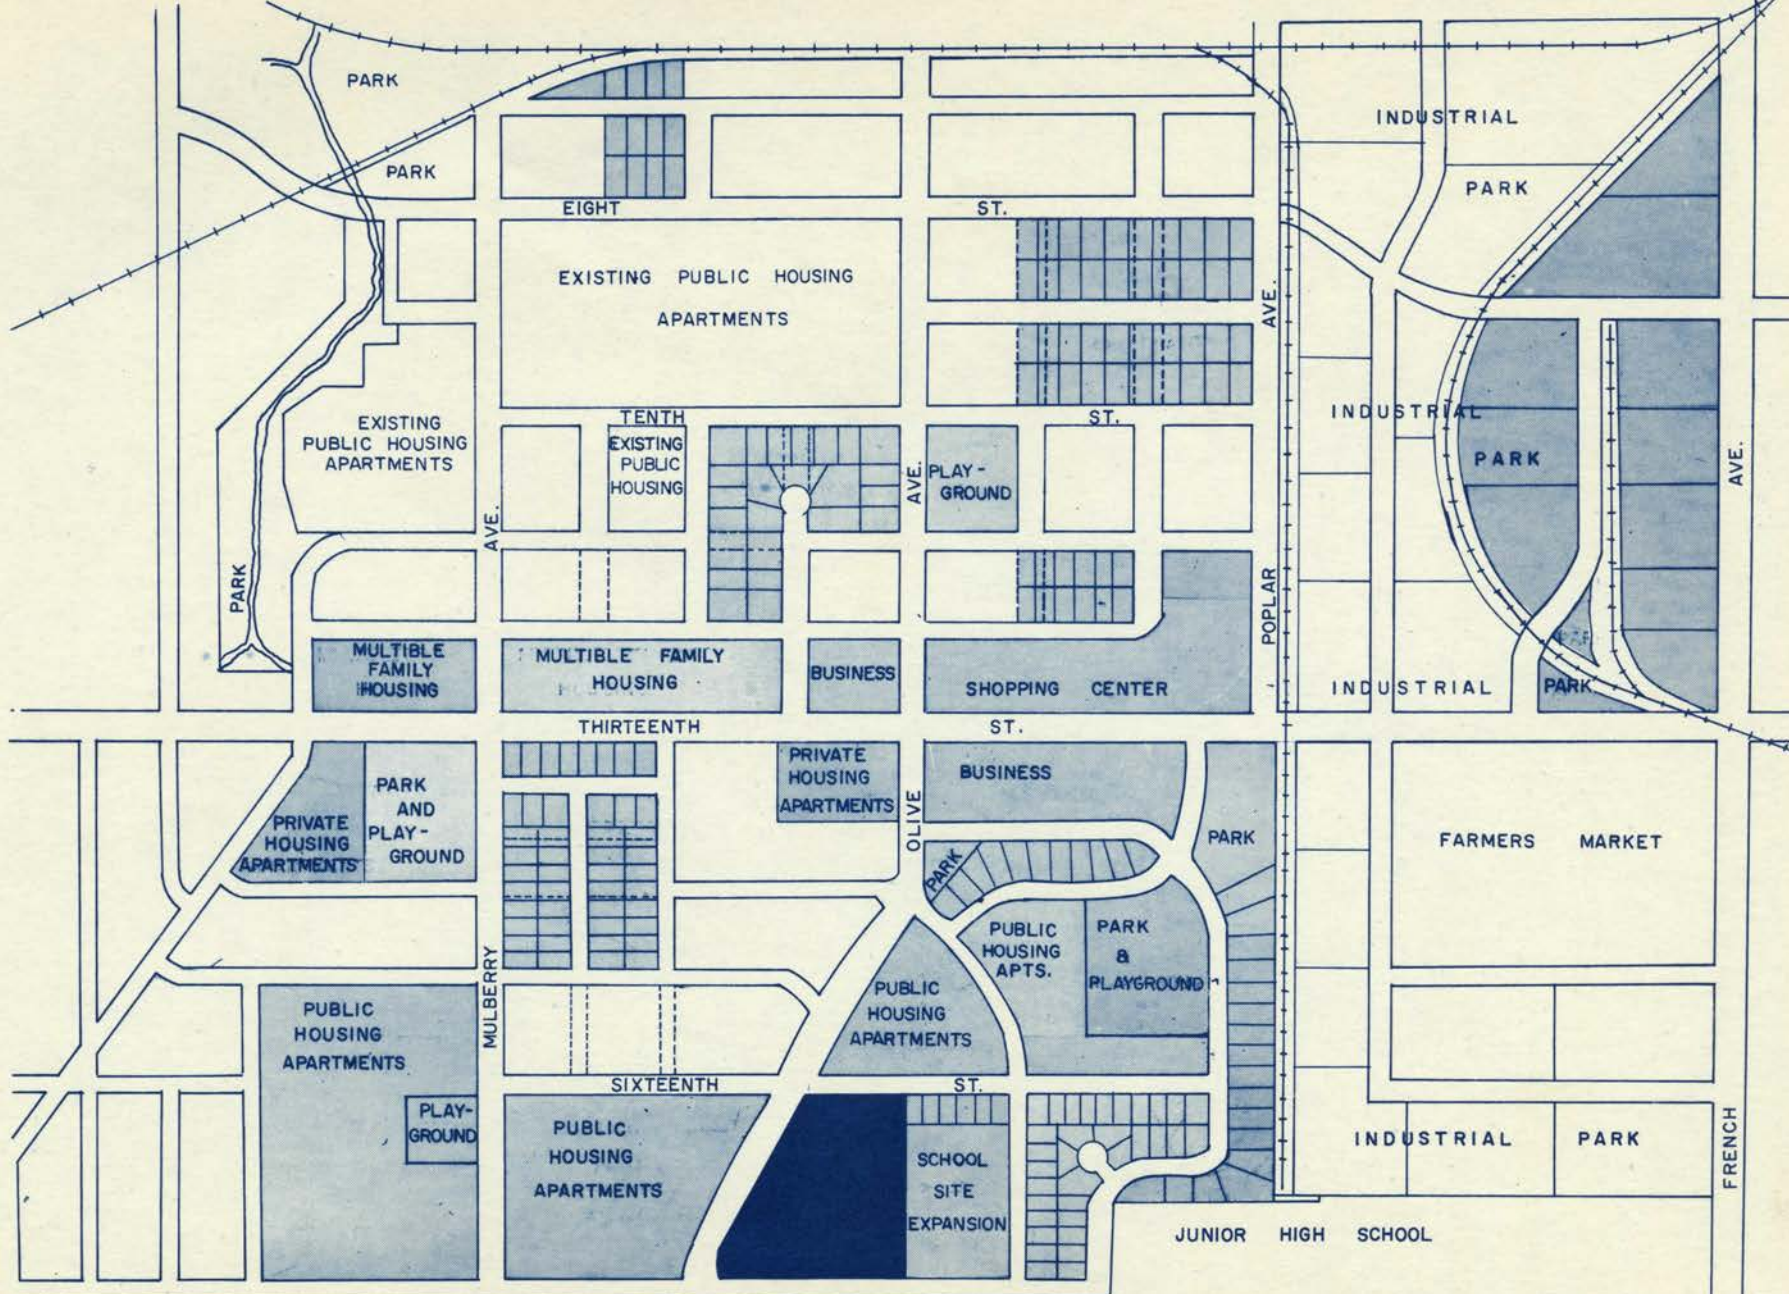 PARK
PARK
INDUSTRIAL
PARK
EIGHT ST.
EXISTING PUBLIC HOUSING
APARTMENTS
AVE.
TENTH ST.
EXISTING
PUBLIC HOUSING
APARTMENTS
EXISTING
PUBLIC
HOUSING
AVE.
PLAY-
GROUND
INDUSTRIAL
PARK
AVE.
AVE.
PARK
POPLAR
MULTIBLE
FAMILY
HOUSING
MULTIBLE FAMILY
HOUSING
BUSINESS
SHOPPING CENTER
INDUSTRIAL
PARK
THIRTEENTH ST.
PRIVATE
HOUSING
APARTMENTS
PARK
AND
PLAY-
GROUND
PRIVATE
HOUSING
APARTMENTS
OLIVE
BUSINESS
PARK
PARK
FARMERS MARKET
MULBERRY
PUBLIC
HOUSING
APTS.
PARK
&
PLAYGROUND
PUBLIC
HOUSING
APARTMENTS
PUBLIC
HOUSING
APARTMENTS
SIXTEENTH ST.
PLAY-
GROUND
PUBLIC
HOUSING
APARTMENTS
SCHOOL
SITE
EXPANSION
INDUSTRIAL PARK
FRENCH
JUNIOR HIGH SCHOOL